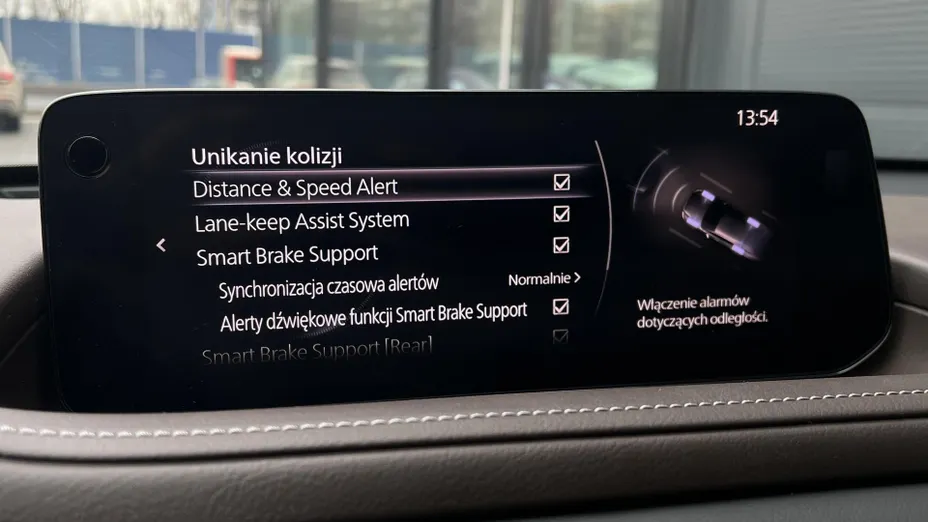 13:54
Unikanie kolizji
Distance & Speed Alert
Lane-keep Assist System
Smart Brake Support
Synchronizacja czasowa alertów Normalnie >
Alerty dźwiękowe funkcji Smart Brake Support
Smart Brake Support [Rear]
Włączenie alarmów
dotyczących odległości.